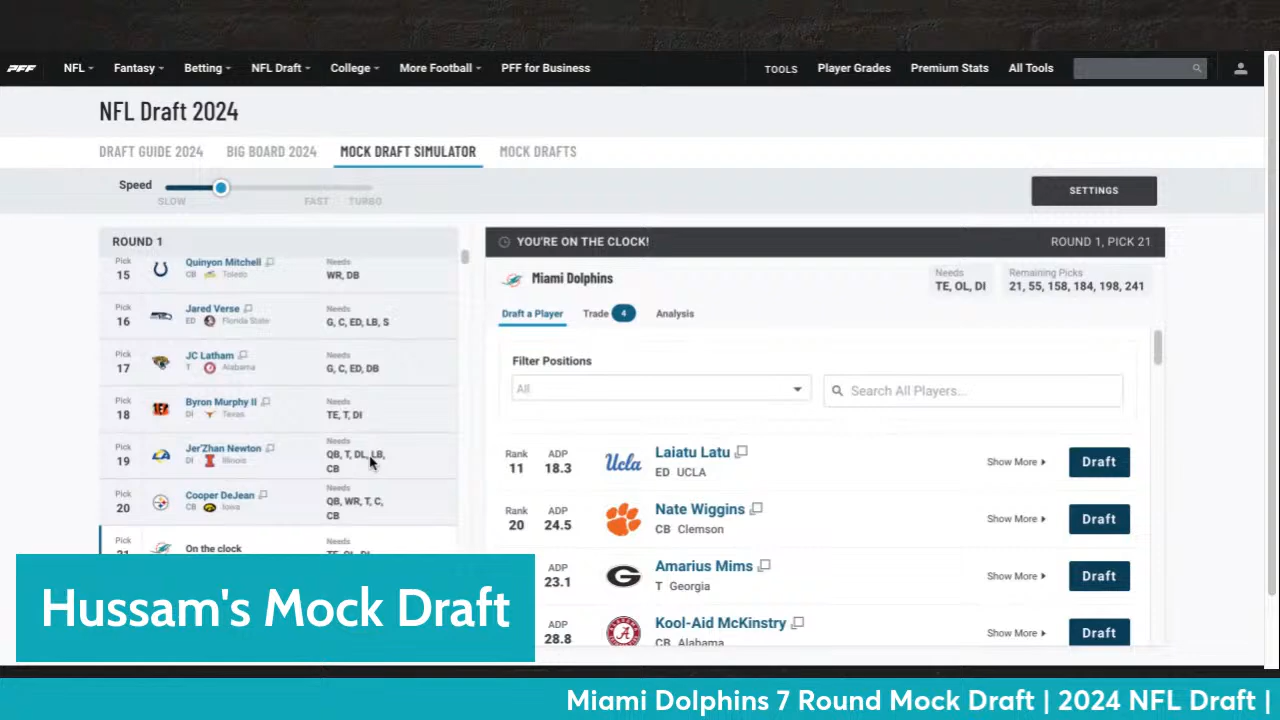 PFF NFL Fantasy Betting NFL Draft College More Football PFF for Business TOOLS Player Grades Premium Stats All Tools
NFL Draft 2024
DRAFT GUIDE 2024 BIG BOARD 2024 MOCK DRAFT SIMULATOR MOCK DRAFTS
Speed
SLOW FAST TURBO
SETTINGS
ROUND 1
Pick 15 Quinyon Mitchell Needs
CB Toledo WR, DB
Pick 16 Jared Verse Needs
ED Florida State G, C, ED, LB, S
Pick 17 JC Latham Needs
T Alabama G, C, ED, DB
Pick 18 Byron Murphy II Needs
DI Texas TE, T, DI
Pick 19 Jer'Zhan Newton Needs
DI Illinois QB, T, DL, LB,
CB
Pick 20 Cooper DeJean Needs
CB Iowa QB, WR, T, C,
CB
Pick 21 On the clock Needs
TE, OL, DI
YOU'RE ON THE CLOCK! ROUND 1, PICK 21
Miami Dolphins
Needs Remaining Picks
TE, OL, DI 21, 55, 158, 184, 198, 241
Draft a Player Trade 4 Analysis
Filter Positions
All Search All Players...
Rank 11 ADP 18.3 Ucla Laiatu Latu Show More Draft
ED UCLA
Rank 20 ADP 24.5 Nate Wiggins Show More Draft
CB Clemson
ADP 23.1 G Amarius Mims Show More Draft
T Georgia
ADP 28.8 A Kool-Aid McKinstry Show More Draft
CB Alabama
Hussam's Mock Draft
Miami Dolphins 7 Round Mock Draft | 2024 NFL Draft |